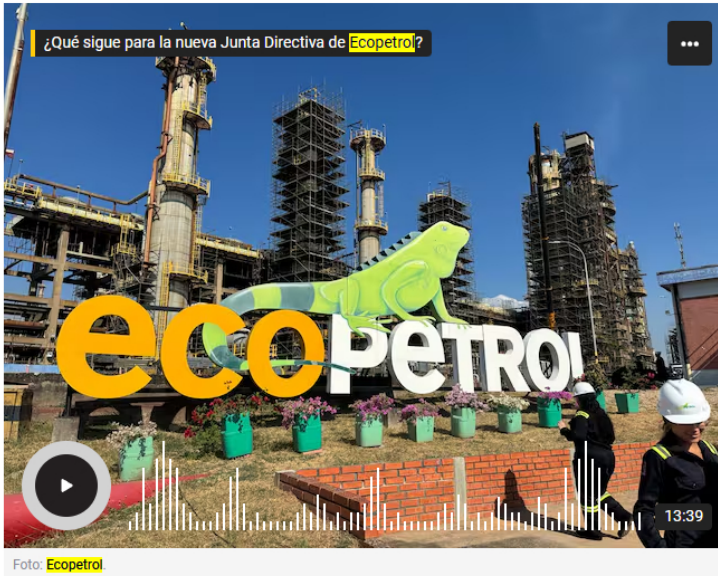 ¿Qué sigue para la nueva Junta Directiva de Ecopetrol?
ecoPETROL
13:39
Foto: Ecopetrol.